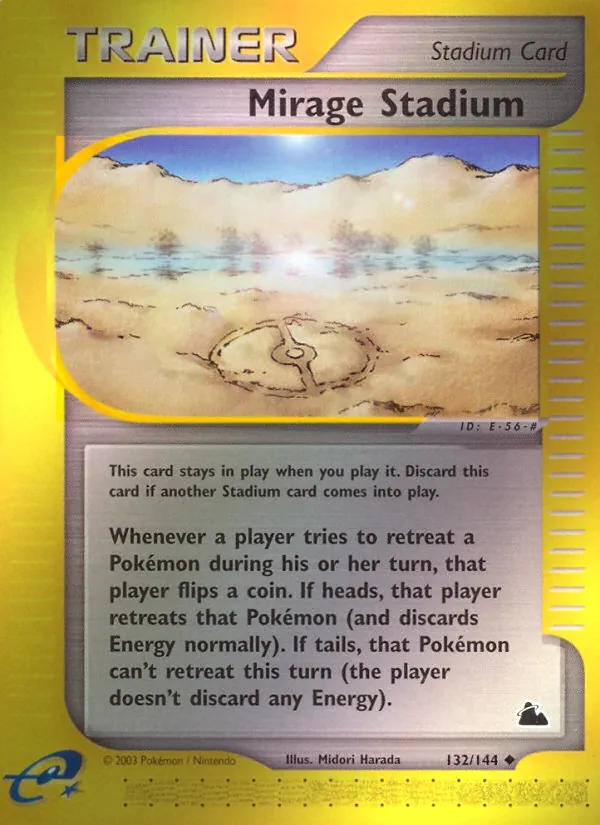 TRAINER
Stadium Card
Mirage Stadium
ID: E-56-#
This card stays in play when you play it. Discard this
card if another Stadium card comes into play.
Whenever a player tries to retreat a
Pokémon during his or her turn, that
player flips a coin. If heads, that player
retreats that Pokémon (and discards
Energy normally). If tails, that Pokémon
can't retreat this turn (the player
doesn't discard any Energy).
© 2003 Pokémon / Nintendo
Illus. Midori Harada
132/144 ◆
e